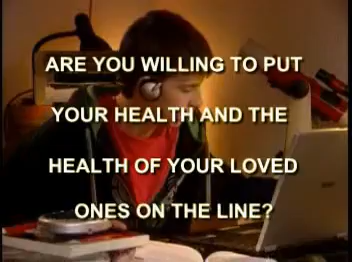 ARE YOU WILLING TO PUT
YOUR HEALTH AND THE
HEALTH OF YOUR LOVED
ONES ON THE LINE?